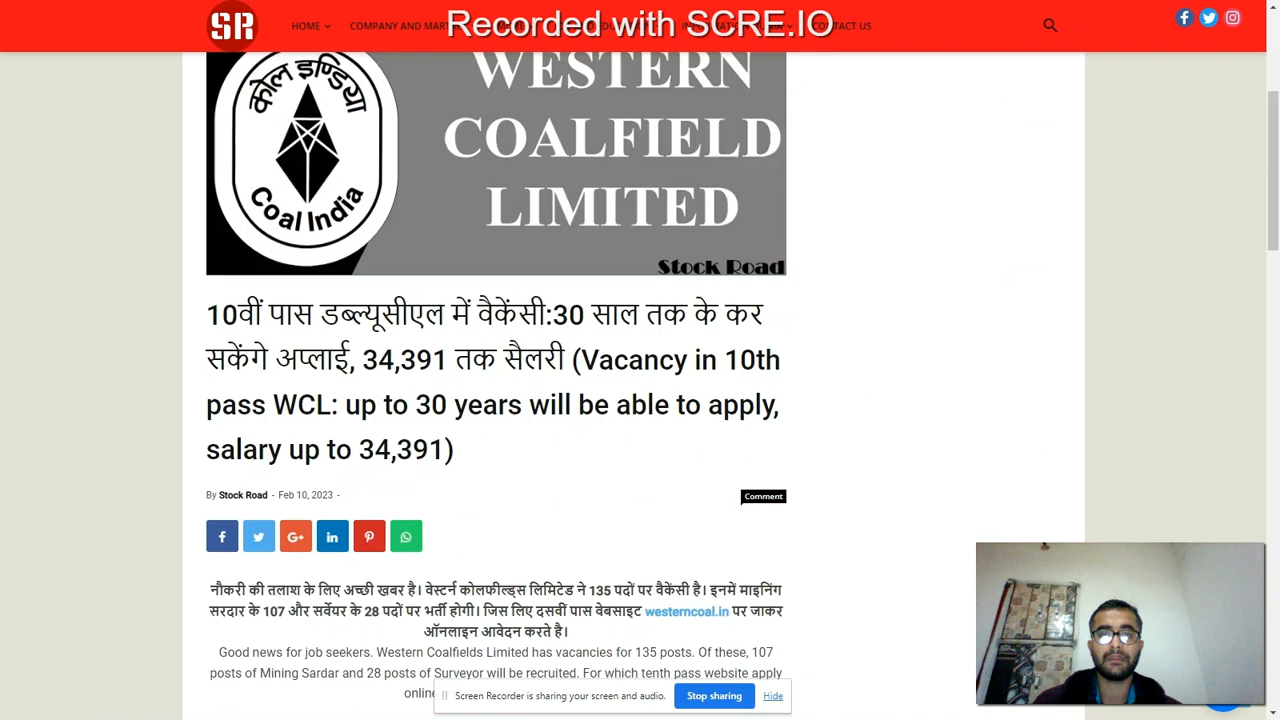 SR
HOME
COMPANY AND MART
Recorded with SCRE.IO
CONTACT US
कोल इण्डिया
Coal India
WESTERN
COALFIELD
LIMITED
Stock Road
10वीं पास डब्ल्यूसीएल में वैकेंसी:30 साल तक के कर
सकेंगे अप्लाई, 34,391 तक सैलरी (Vacancy in 10th
pass WCL: up to 30 years will be able to apply,
salary up to 34,391)
By Stock Road - Feb 10, 2023 -
Comment
नौकरी की तलाश के लिए अच्छी खबर है। वेस्टर्न कोलफील्ड्स लिमिटेड ने 135 पदों पर वैकेंसी है। इनमें माइनिंग
सरदार के 107 और सर्वेयर के 28 पदों पर भर्ती होगी। जिस लिए दसवीं पास वेबसाइट westerncoal.in पर जाकर
ऑनलाइन आवेदन करते है।
Good news for job seekers. Western Coalfields Limited has vacancies for 135 posts. Of these, 107
posts of Mining Sardar and 28 posts of Surveyor will be recruited. For which tenth pass website apply
online
Screen Recorder is sharing your screen and audio.
Stop sharing
Hide